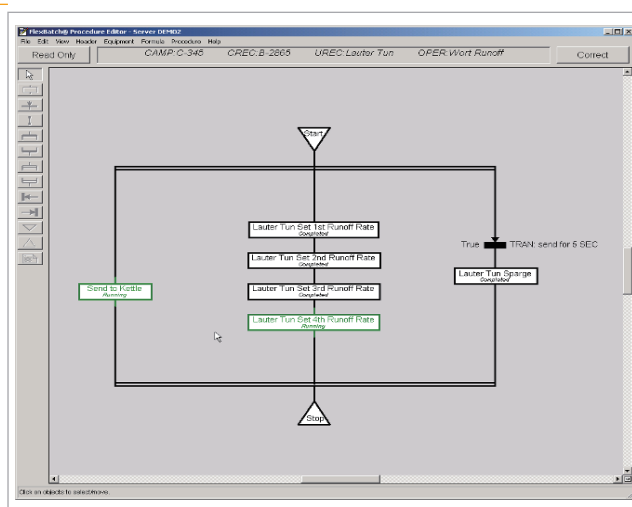 FlexBatch® Procedure Editor - Server DEMO2
File Edit View Header Equipment Formula Procedure Help
Read Only CAMP:C-345 CREC:B-2865 UREC:Lauter Tun OPER:Wort Runoff Correct
Start
True TRAN: send for 5 SEC
Lauter Tun Set 1st Runoff Rate
Completed
Lauter Tun Set 2nd Runoff Rate
Completed
Lauter Tun Sparge
Completed
Send to Kettle
Running
Lauter Tun Set 3rd Runoff Rate
Completed
Lauter Tun Set 4th Runoff Rate
Running
Stop
Click on objects to select/move.